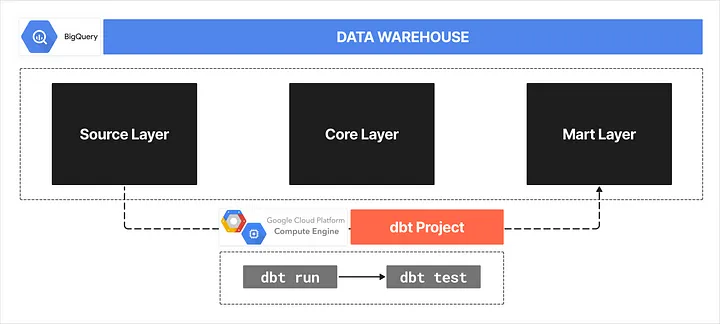 BigQuery
DATA WAREHOUSE
Source Layer
Core Layer
Mart Layer
Google Cloud Platform
Compute Engine
dbt Project
dbt run
dbt test